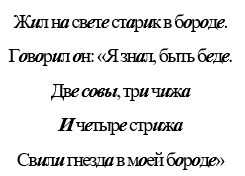 Жил на свете старик в бороде.
Говорил он: «Я знал, быть беде.
Две совы, три чижа
И четыре стрижа
Свили гнезда в моей бороде»